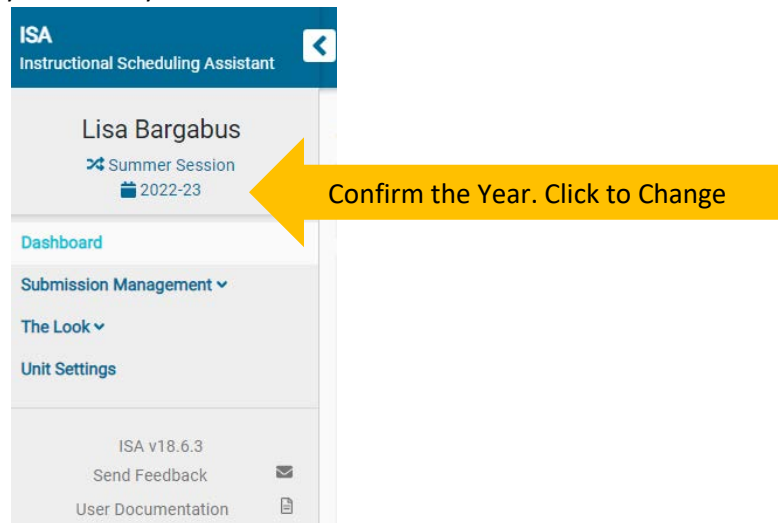 ISA
Instructional Scheduling Assistant
Lisa Bargabus
Summer Session
2022-23
Confirm the Year. Click to Change
Dashboard
Submission Management
The Look
Unit Settings
ISA v18.6.3
Send Feedback
User Documentation